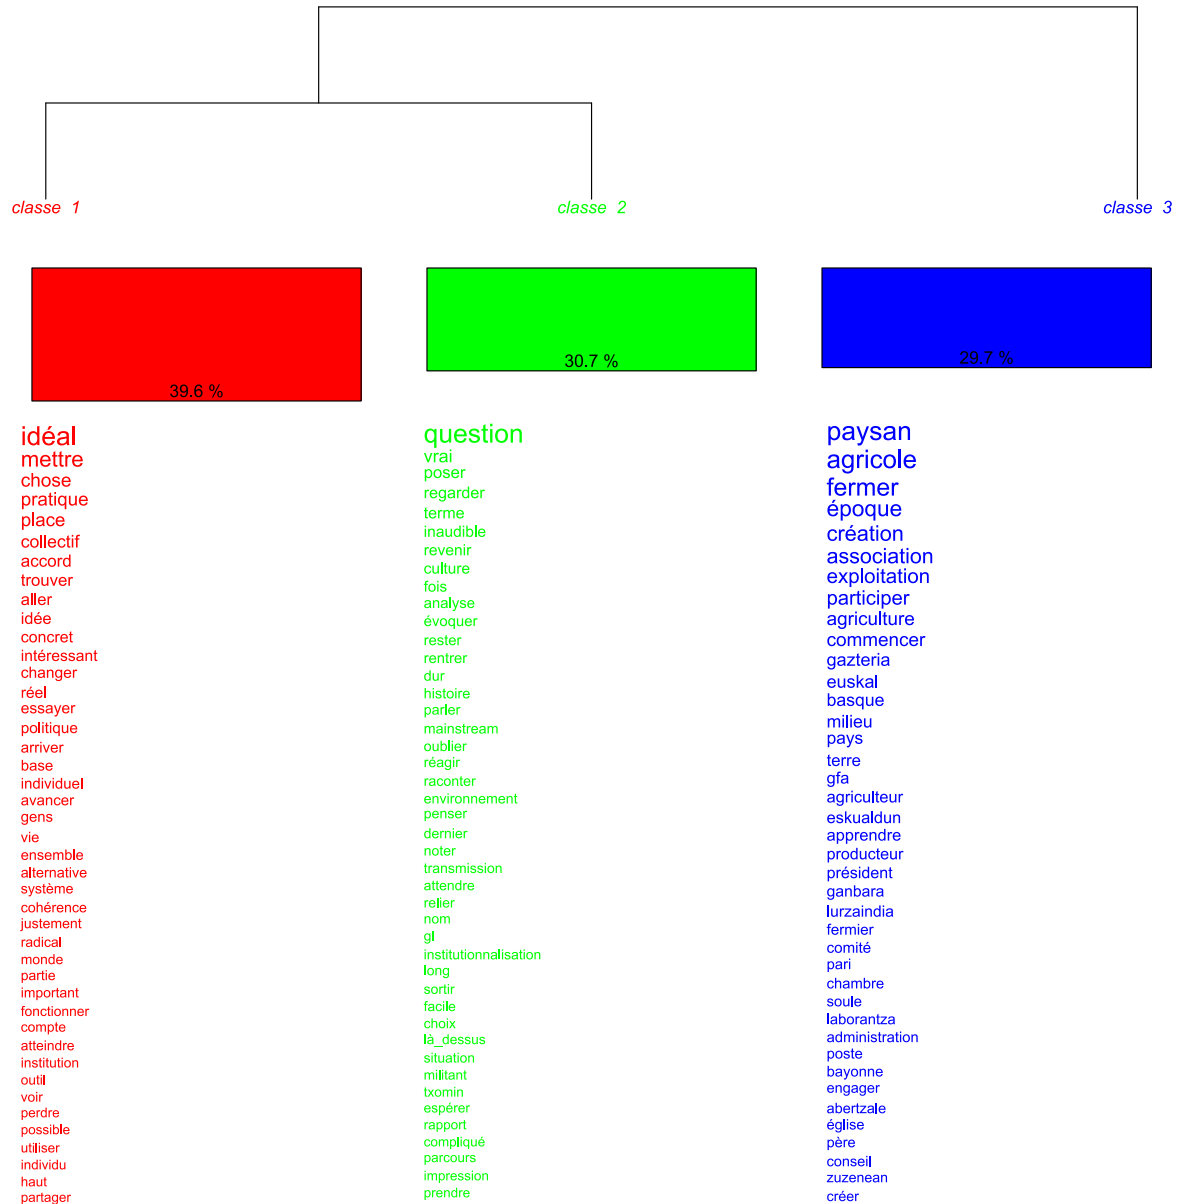 classe 1
classe 2
classe 3
39.6 %
30.7 %
29.7 %
idéal
mettre
chose
pratique
place
collectif
accord
trouver
aller
idée
concret
intéressant
changer
réel
essayer
politique
arriver
base
individuel
avancer
gens
vie
ensemble
alternative
système
cohérence
justement
radical
monde
partie
important
fonctionner
compte
atteindre
institution
outil
voir
perdre
possible
utiliser
individu
haut
partager
question
vrai
poser
regarder
terme
inaudible
revenir
culture
fois
analyse
évoquer
rester
rentrer
dur
histoire
parler
mainstream
oublier
réagir
raconter
environnement
penser
dernier
noter
transmission
attendre
relier
nom
gl
institutionnalisation
long
sortir
facile
choix
là_dessus
situation
militant
txomin
espérer
rapport
compliqué
parcours
impression
prendre
paysan
agricole
fermer
époque
création
association
exploitation
participer
agriculture
commencer
gazteria
euskal
basque
milieu
pays
terre
gfa
agriculteur
eskualdun
apprendre
producteur
président
ganbara
lurzaindia
fermier
comité
pari
chambre
soule
laborantza
administration
poste
bayonne
engager
abertzale
église
père
conseil
zuzenean
créer